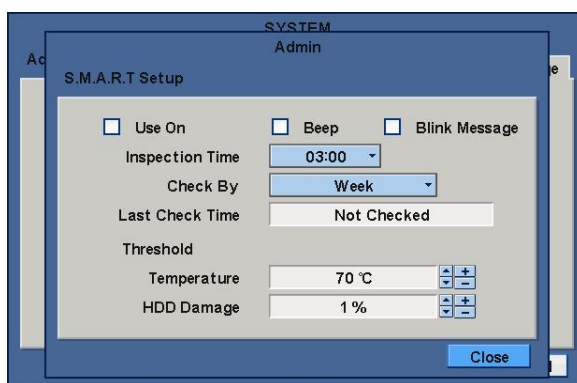 SYSTEM
Admin
S.M.A.R.T Setup
Use On Beep Blink Message
Inspection Time 03:00
Check By Week
Last Check Time Not Checked
Threshold
Temperature 70 ℃
HDD Damage 1 %
Close